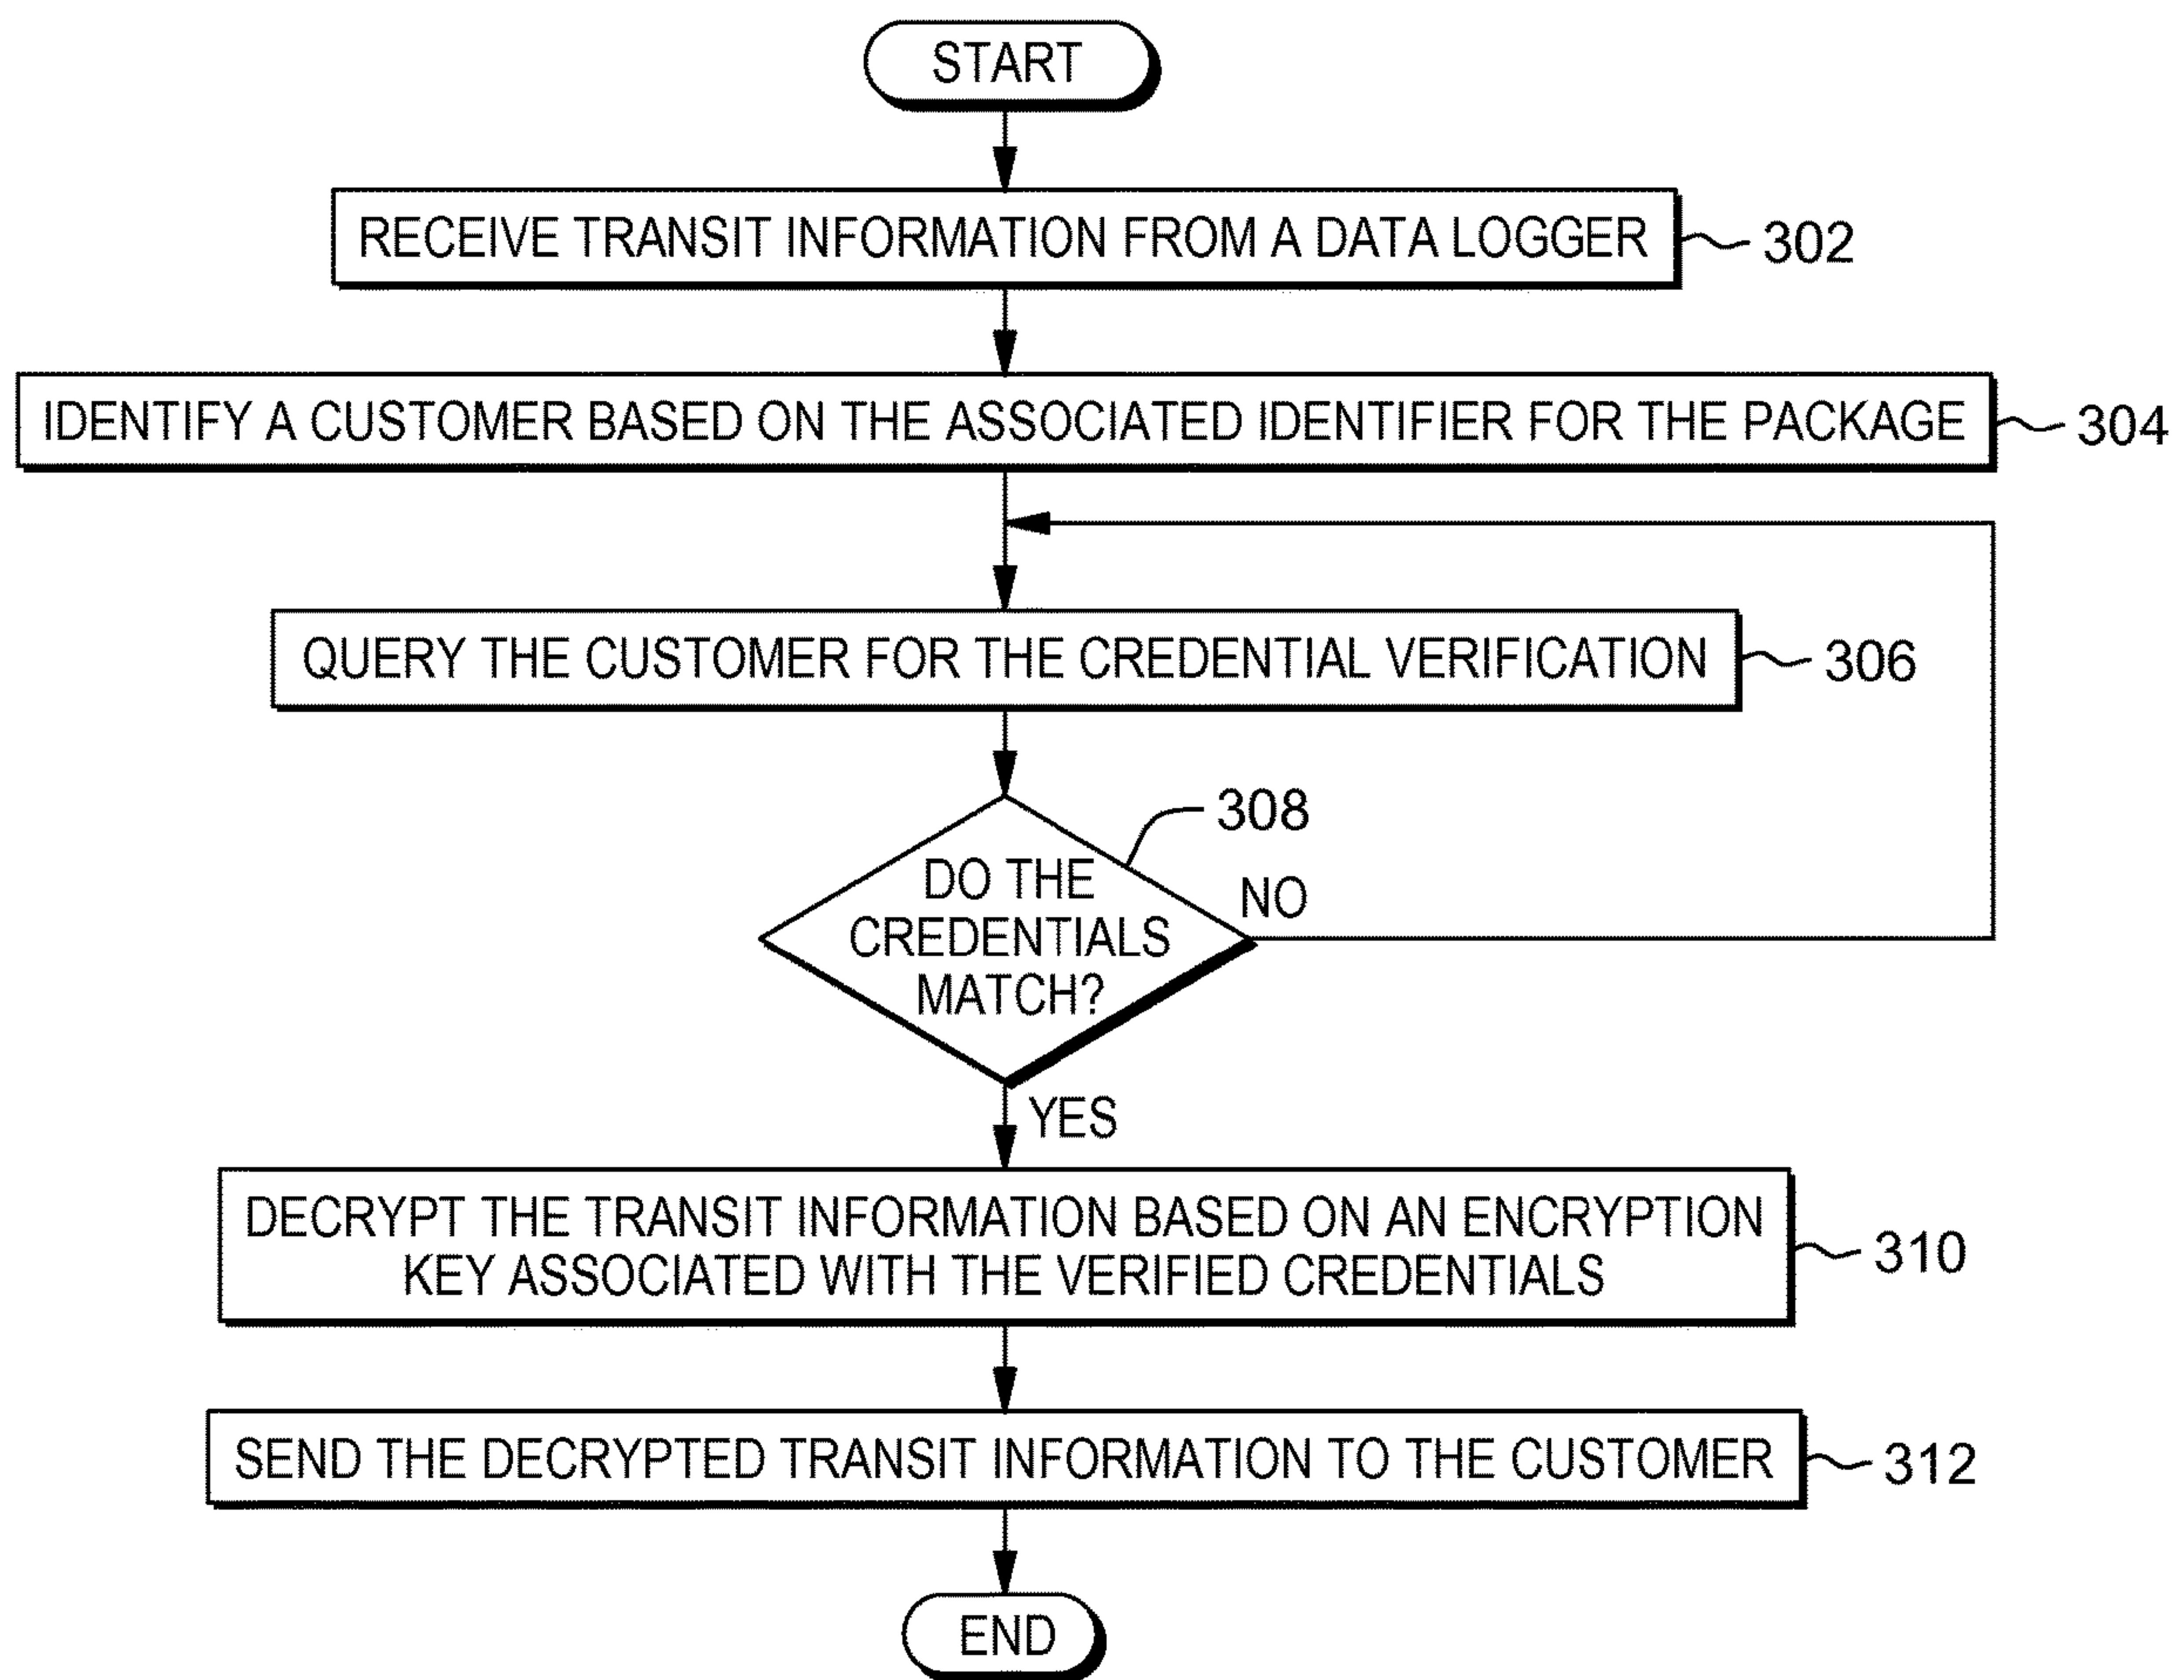 START
RECEIVE TRANSIT INFORMATION FROM A DATA LOGGER
302
IDENTIFY A CUSTOMER BASED ON THE ASSOCIATED IDENTIFIER FOR THE PACKAGE
304
QUERY THE CUSTOMER FOR THE CREDENTIAL VERIFICATION
306
308
DO THE
CREDENTIALS
MATCH?
NO
YES
DECRYPT THE TRANSIT INFORMATION BASED ON AN ENCRYPTION
KEY ASSOCIATED WITH THE VERIFIED CREDENTIALS
310
SEND THE DECRYPTED TRANSIT INFORMATION TO THE CUSTOMER
312
END